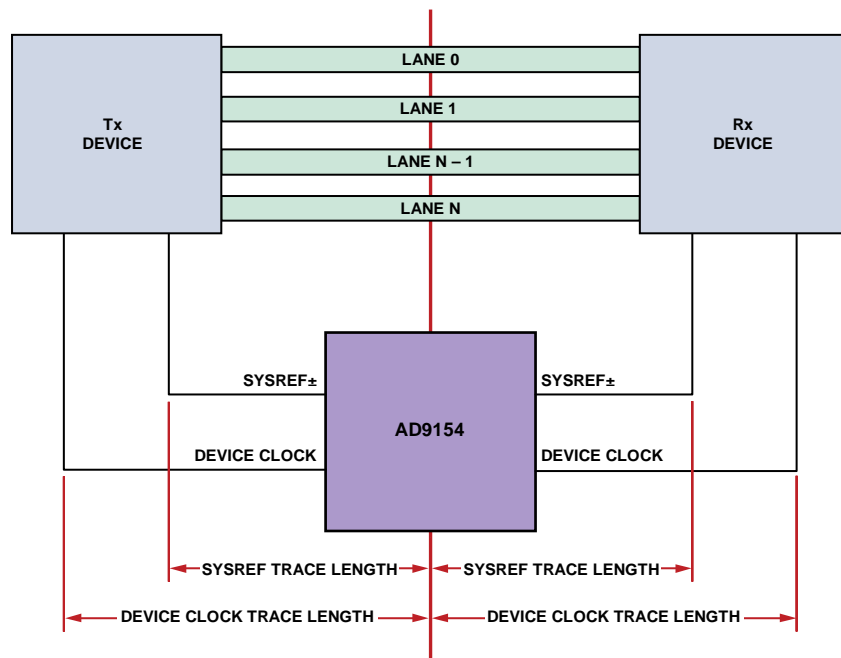 LANE 0
LANE 1
LANE N – 1
LANE N
Tx
DEVICE
Rx
DEVICE
SYSREF±
SYSREF±
AD9154
DEVICE CLOCK
DEVICE CLOCK
SYSREF TRACE LENGTH
SYSREF TRACE LENGTH
DEVICE CLOCK TRACE LENGTH
DEVICE CLOCK TRACE LENGTH